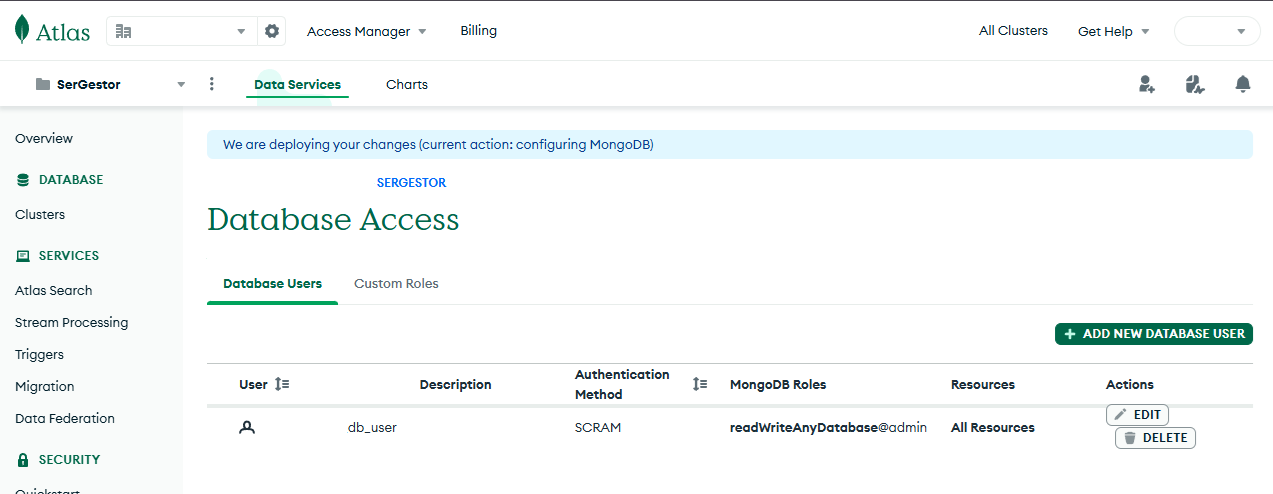 Atlas
Access Manager
Billing
All Clusters
Get Help
SerGestor
Data Services
Charts
Overview
We are deploying your changes (current action: configuring MongoDB)
DATABASE
SERGESTOR
Clusters
Database Access
SERVICES
Database Users
Custom Roles
Atlas Search
Stream Processing
+ ADD NEW DATABASE USER
Triggers
User
Description
Authentication
Method
MongoDB Roles
Resources
Actions
Migration
Data Federation
db_user
SCRAM
readWriteAnyDatabase@admin
All Resources
EDIT
DELETE
SECURITY
Quickstart